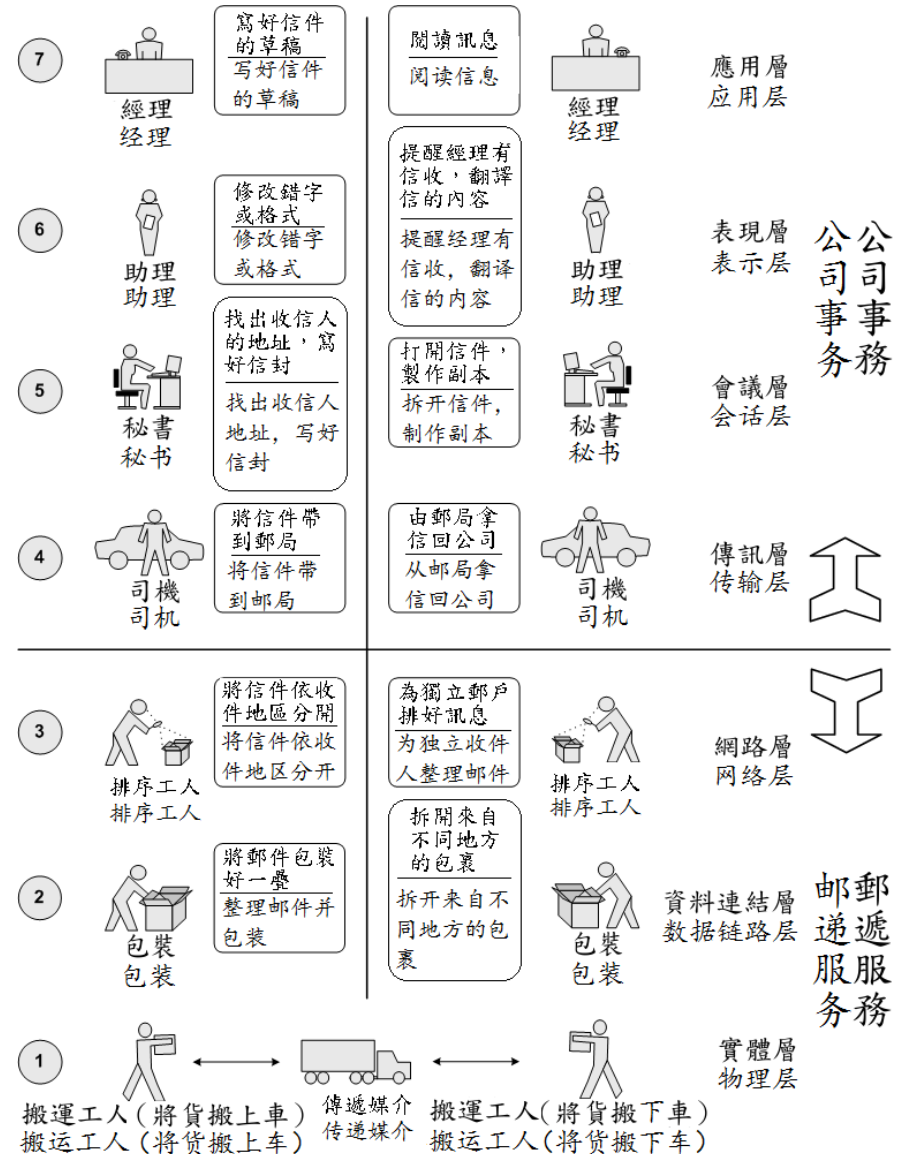 7
經理
经理
寫好信件
的草稿
写好信件
的草稿
閱讀訊息
阅读信息
經理
经理
應用層
应用层
6
助理
助理
修改錯字
或格式
修改错字
或格式
提醒經理有
信收，翻譯
信的內容
提醒经理有
信收，翻译
信的内容
助理
助理
表現層
表示层
公司事务
公司事務
5
秘書
秘书
找出收信人
的地址，寫
好信封
找出收信人
地址，写好
信封
打開信件，
製作副本
拆开信件，
制作副本
秘書
秘书
會議層
会话层
4
司機
司机
將信件帶
到郵局
将信件带
到邮局
由郵局拿
信回公司
从邮局拿
信回公司
司機
司机
傳訊層
传输层
3
排序工人
排序工人
將信件依收
件地區分開
将信件依收
件地区分开
為獨立郵戶
排好訊息
为独立收件
人整理邮件
排序工人
排序工人
網路層
网络层
2
包裝
包装
將郵件包裝
好一疊
整理邮件并
包装
拆開來自
不同地方
的包裹
拆开来自不
同地方的包
裹
包裝
包装
資料連結層
数据链路层
邮递服务
郵遞服務
1
搬運工人(將貨搬上車)
搬运工人(将货搬上车)
傳遞媒介
传递媒介
搬運工人(將貨搬下車)
搬运工人(将货搬下车)
實體層
物理层